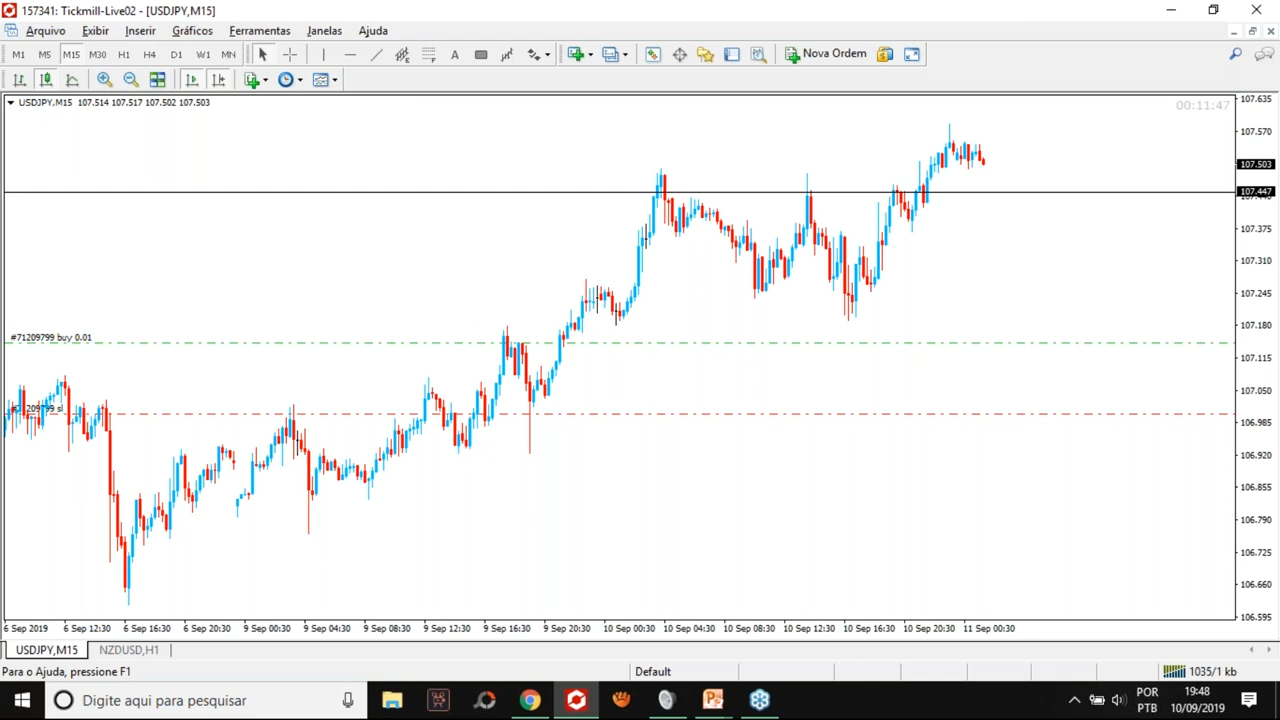 157341: Tickmill-Live02 - [USDJPY,M15]
Arquivo Exibir Inserir Gráficos Ferramentas Janelas Ajuda
M1 M5 M15 M30 H1 H4 D1 W1 MN A Nova Ordem
USDJPY,M15 107.514 107.517 107.502 107.503
00:11:47
107.635
107.570
107.503
107.447
107.375
107.310
107.245
107.180
#71209799 buy 0.01
107.115
107.050
106.985
106.920
106.855
106.790
106.725
106.660
106.595
6 Sep 2019 6 Sep 12:30 6 Sep 16:30 6 Sep 20:30 9 Sep 00:30 9 Sep 04:30 9 Sep 08:30 9 Sep 12:30 9 Sep 16:30 9 Sep 20:30 10 Sep 00:30 10 Sep 04:30 10 Sep 08:30 10 Sep 12:30 10 Sep 16:30 10 Sep 20:30 11 Sep 00:30
USDJPY,M15 NZDUSD,H1
Para o Ajuda, pressione F1 Default 1035/1 kb
Digite aqui para pesquisar
POR 19:48
PTB 10/09/2019